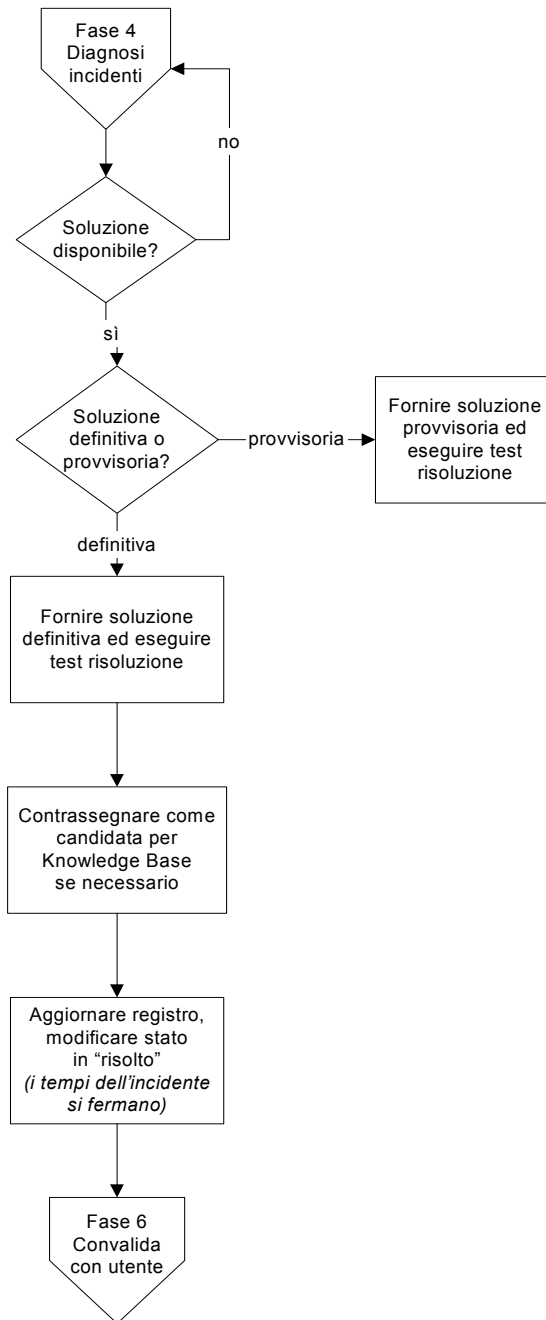 Fase 4
Diagnosi
incidenti
no
Soluzione
disponibile?
sì
Soluzione
definitiva o
provvisoria?
provvisoria
Fornire soluzione
provvisoria ed
eseguire test
risoluzione
definitiva
Fornire soluzione
definitiva ed eseguire
test risoluzione
Contrassegnare come
candidata per
Knowledge Base
se necessario
Aggiornare registro,
modificare stato
in “risolto”
(i tempi dell’incidente
si fermano)
Fase 6
Convalida
con utente